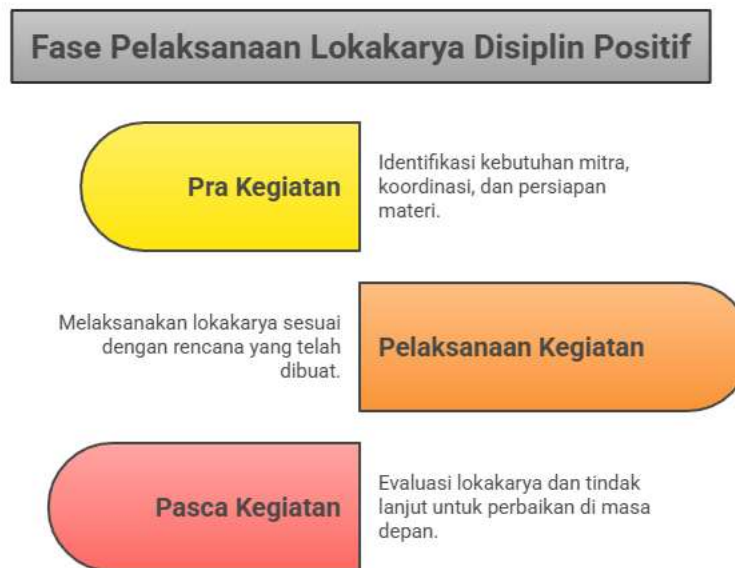 Fase Pelaksanaan Lokakarya Disiplin Positif
Pra Kegiatan
Identifikasi kebutuhan mitra,
koordinasi, dan persiapan
materi.
Melaksanakan lokakarya sesuai
dengan rencana yang telah
dibuat.
Pelaksanaan Kegiatan
Pasca Kegiatan
Evaluasi lokakarya dan tindak
lanjut untuk perbaikan di masa
depan.